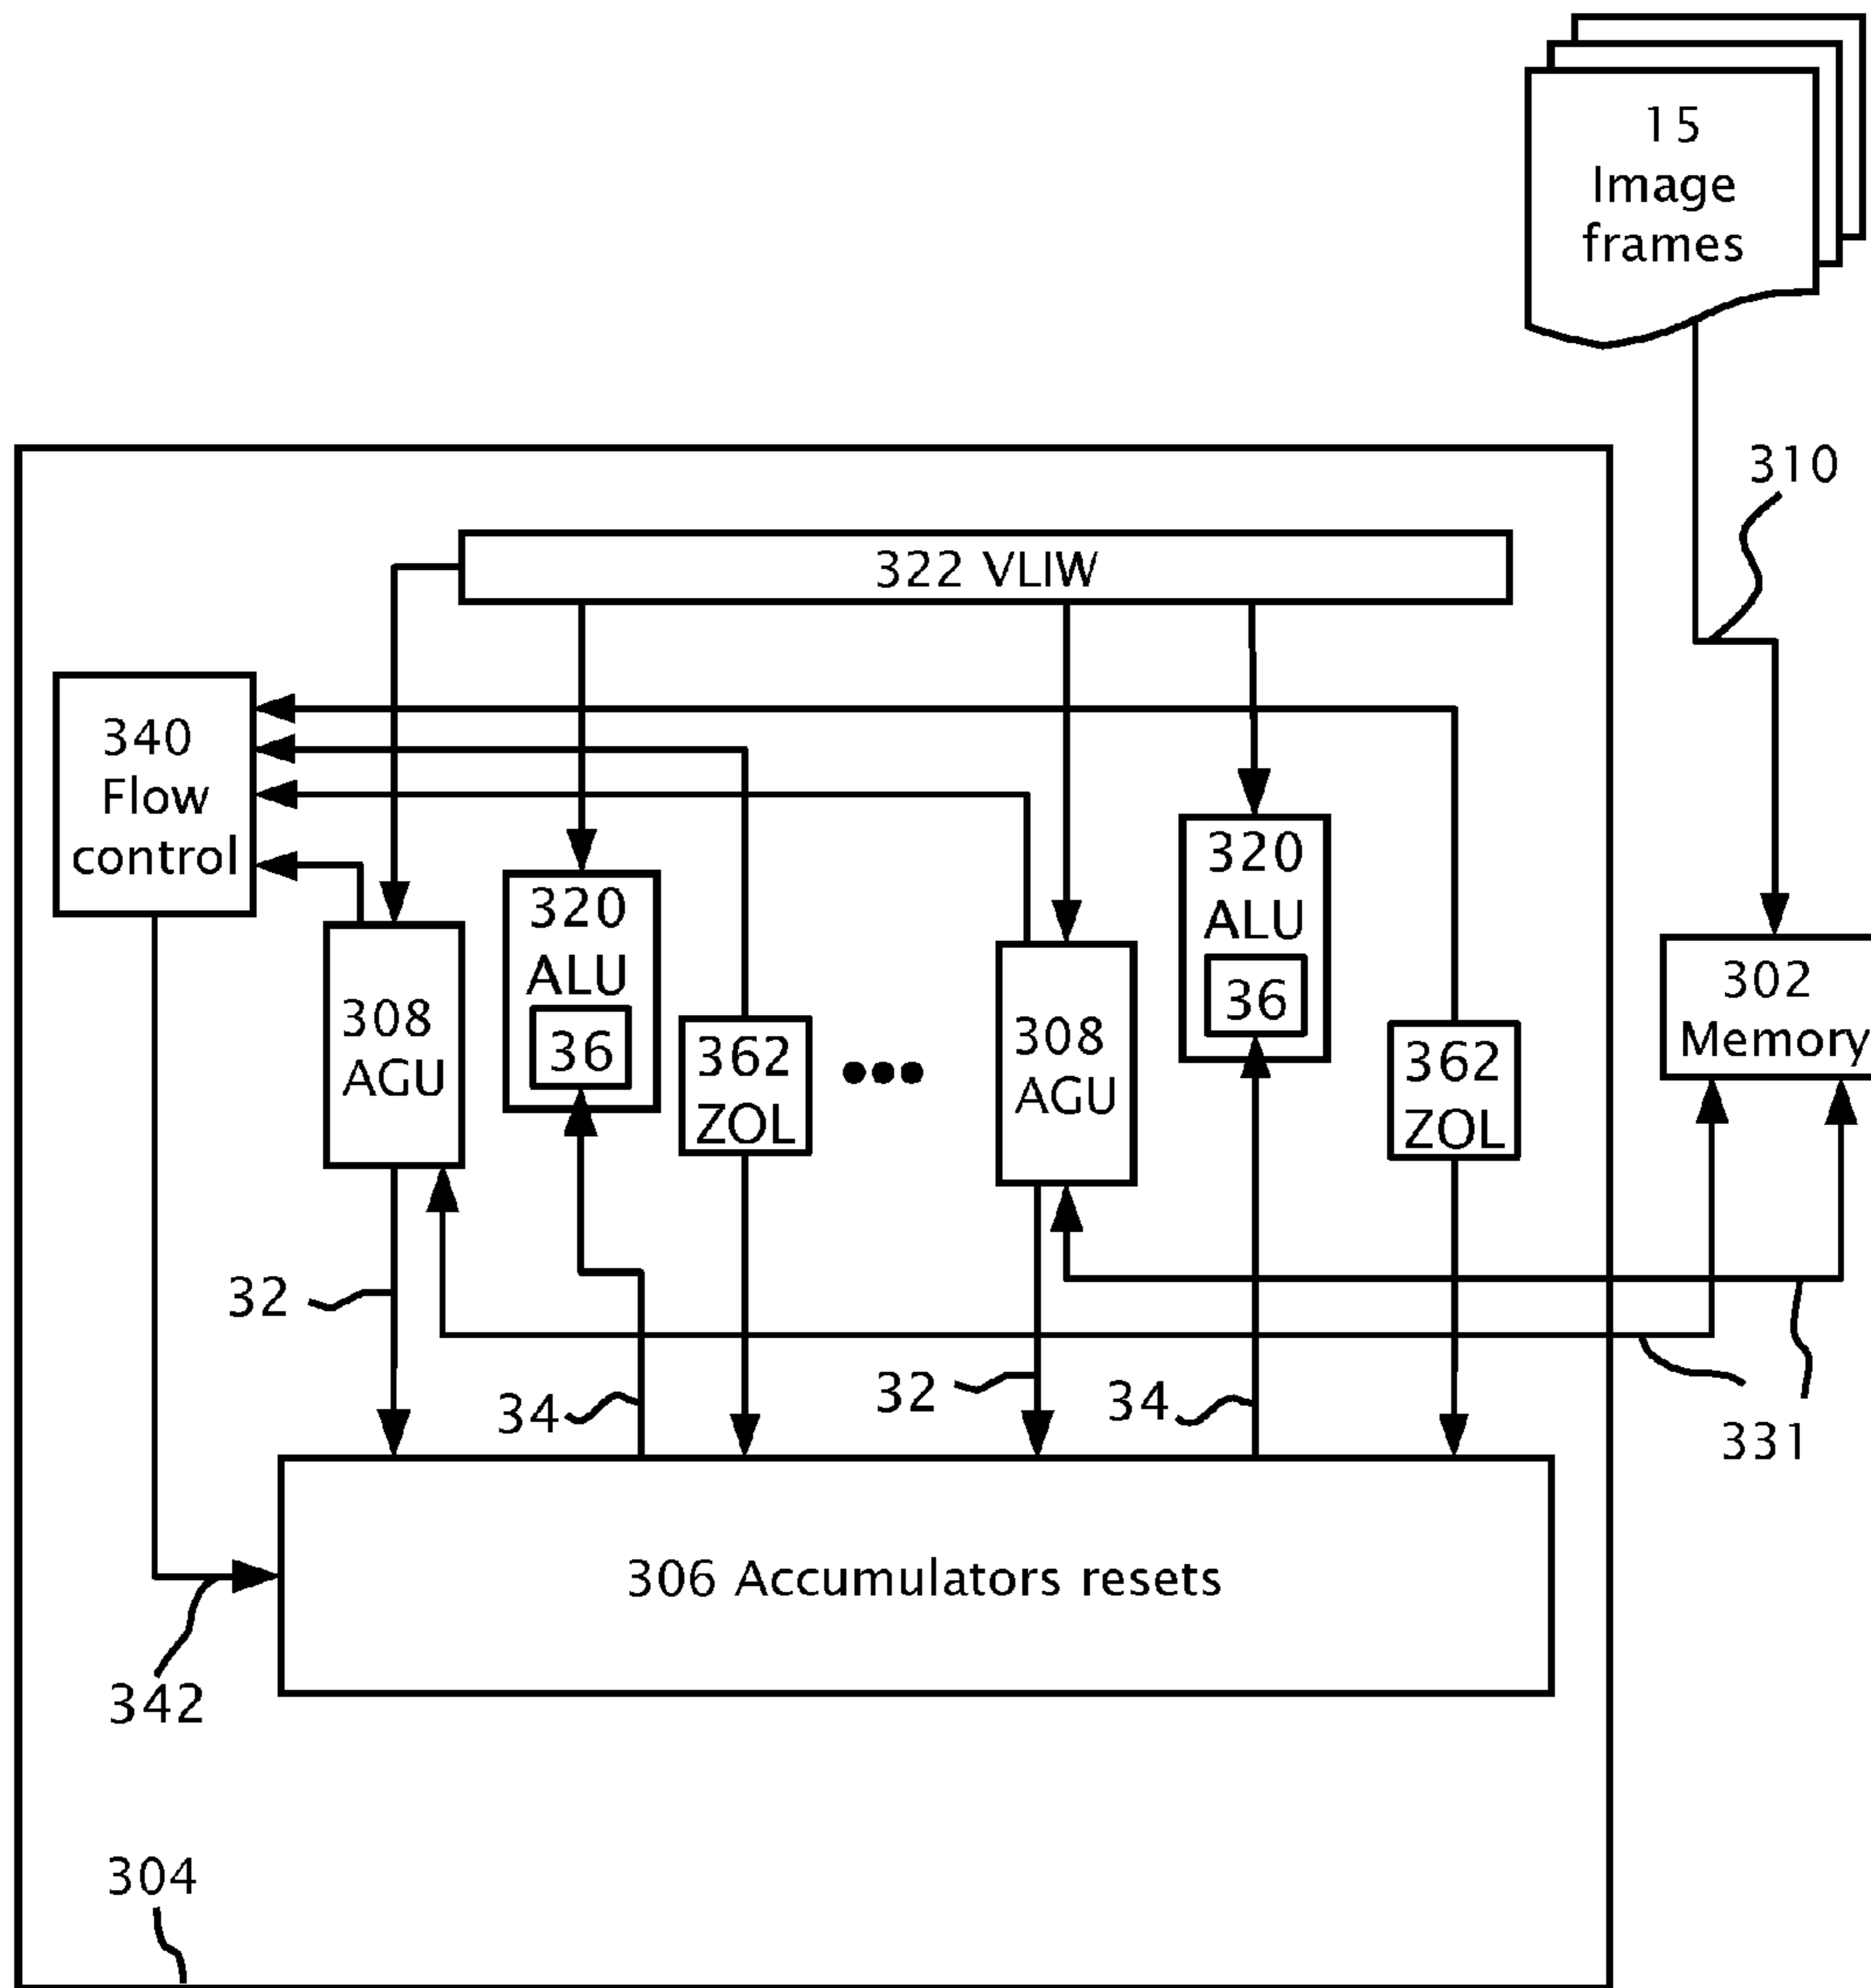 15
Image
frames
310
322 VLIW
340
Flow
control
320
ALU
36
320
ALU
36
308
AGU
362
ZOL
308
AGU
362
ZOL
302
Memory
32
34
32
34
331
306 Accumulators resets
342
304